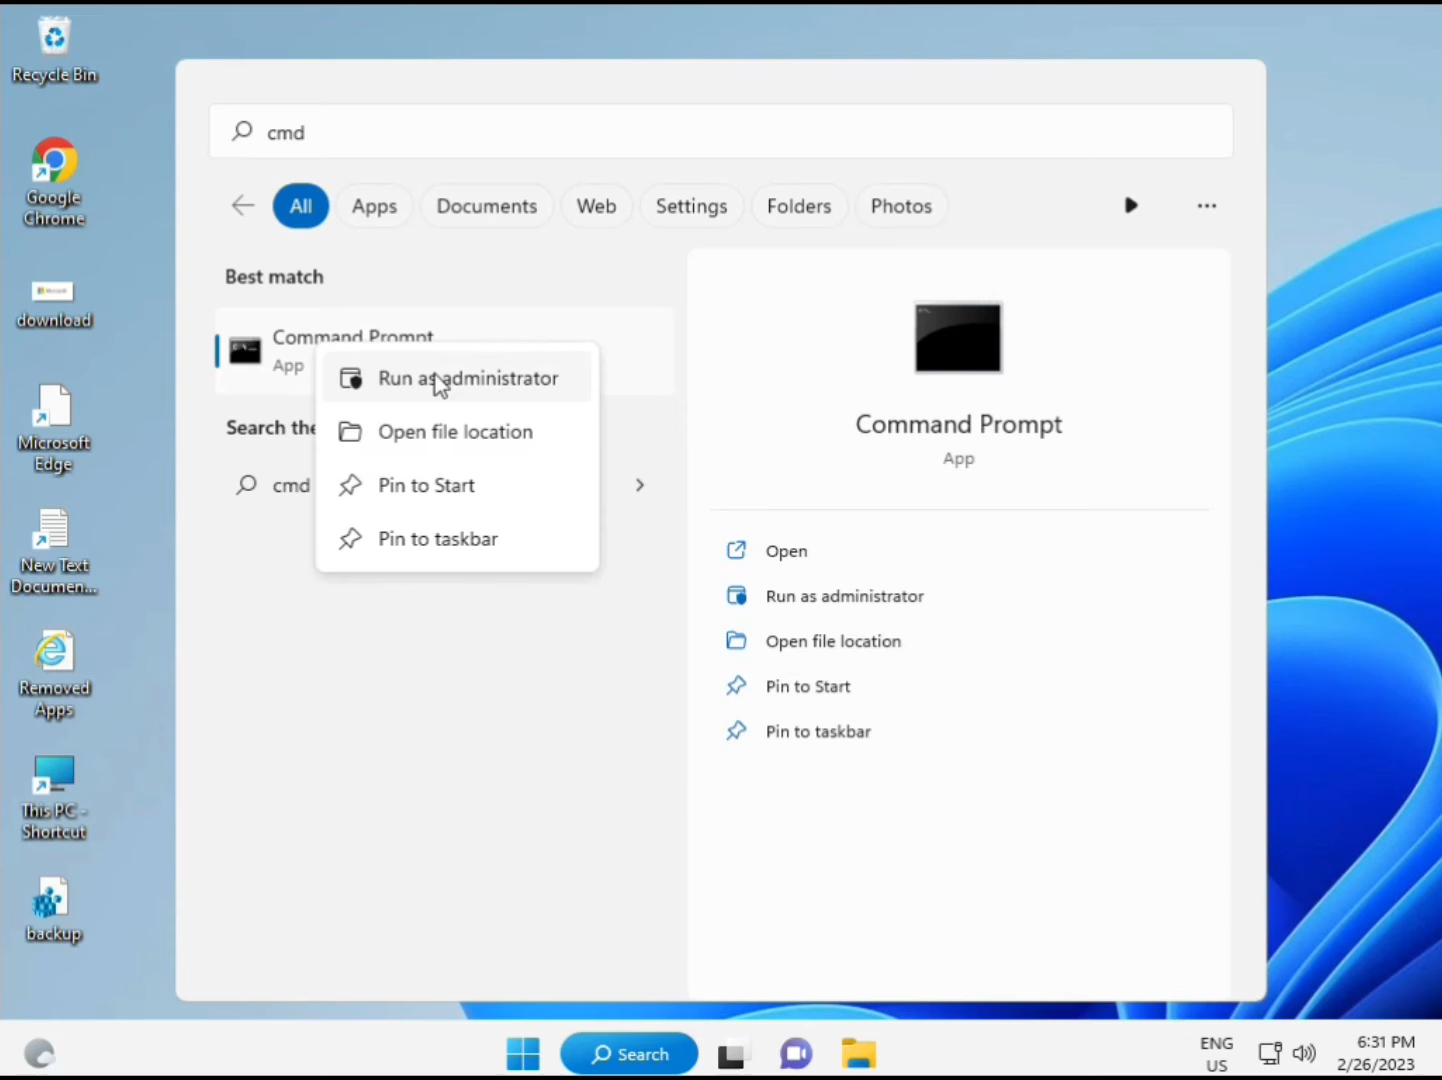 Recycle Bin
Google
Chrome
download
Microsoft
Edge
New Text
Documen...
Removed
Apps
This PC -
Shortcut
backup
cmd
All
Apps
Documents
Web
Settings
Folders
Photos
Best match
Command Prompt
App
Search the
cmd
Run as administrator
Open file location
Pin to Start
Pin to taskbar
Command Prompt
App
Open
Run as administrator
Open file location
Pin to Start
Pin to taskbar
Search
ENG
US
6:31 PM
2/26/2023